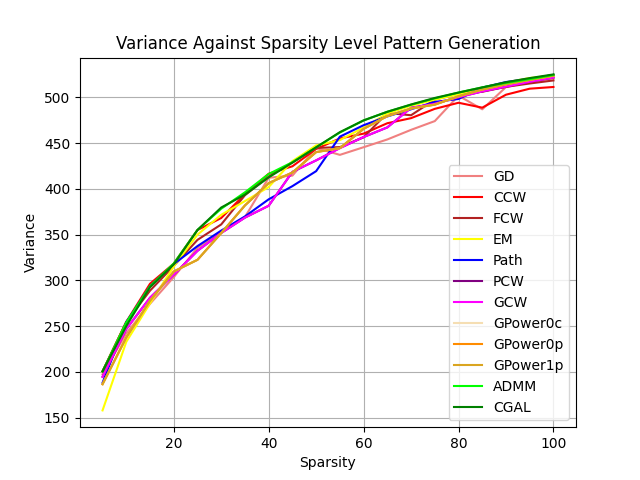 Variance Against Sparsity Level Pattern Generation
Variance
500
450
400
350
300
250
200
150
20
40
60
80
100
Sparsity
GD
CCW
FCW
EM
Path
PCW
GCW
GPower0c
GPower0p
GPower1p
ADMM
CGAL